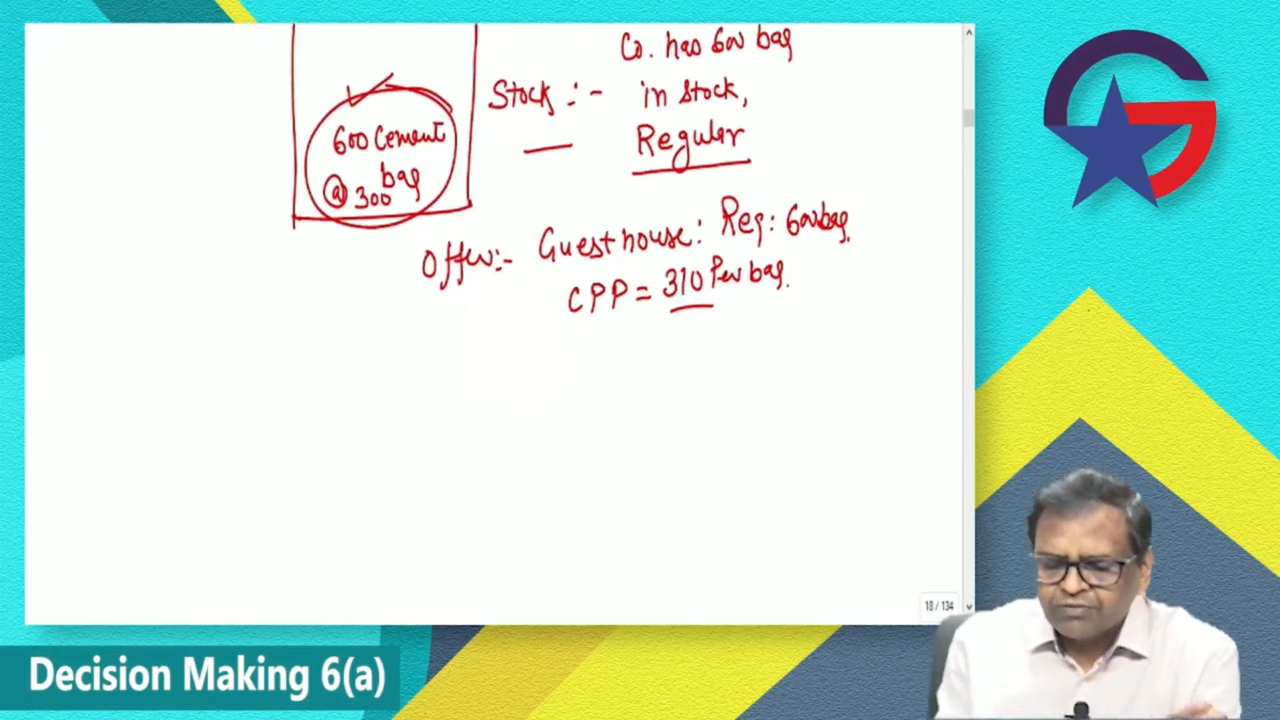 Co. has 600 bag
Stock :- in stock,
Regular
600 Cement
bag
@ 300
Offer:- Guest house: Req: 600 bag.
CPP = 310 Per bag.
18 / 134
Decision Making 6(a)